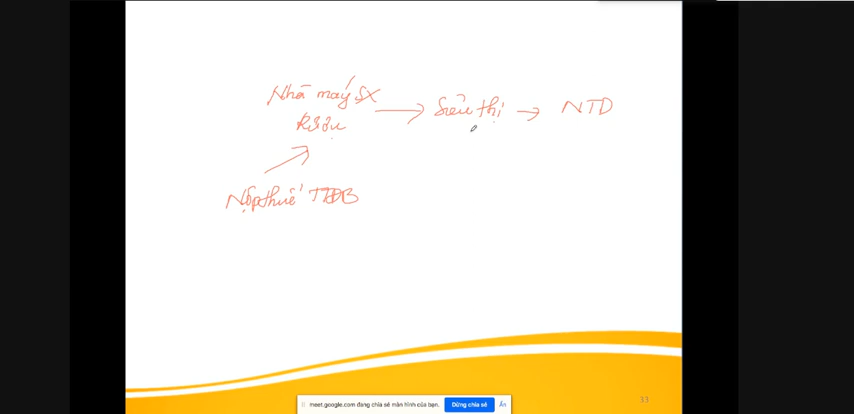 Nhà máy SX → Siêu thị → NTD
Rượu
Nộp thuế TTĐB
33
meet.google.com đang chia sẻ màn hình của bạn. Dừng chia sẻ Ẩn